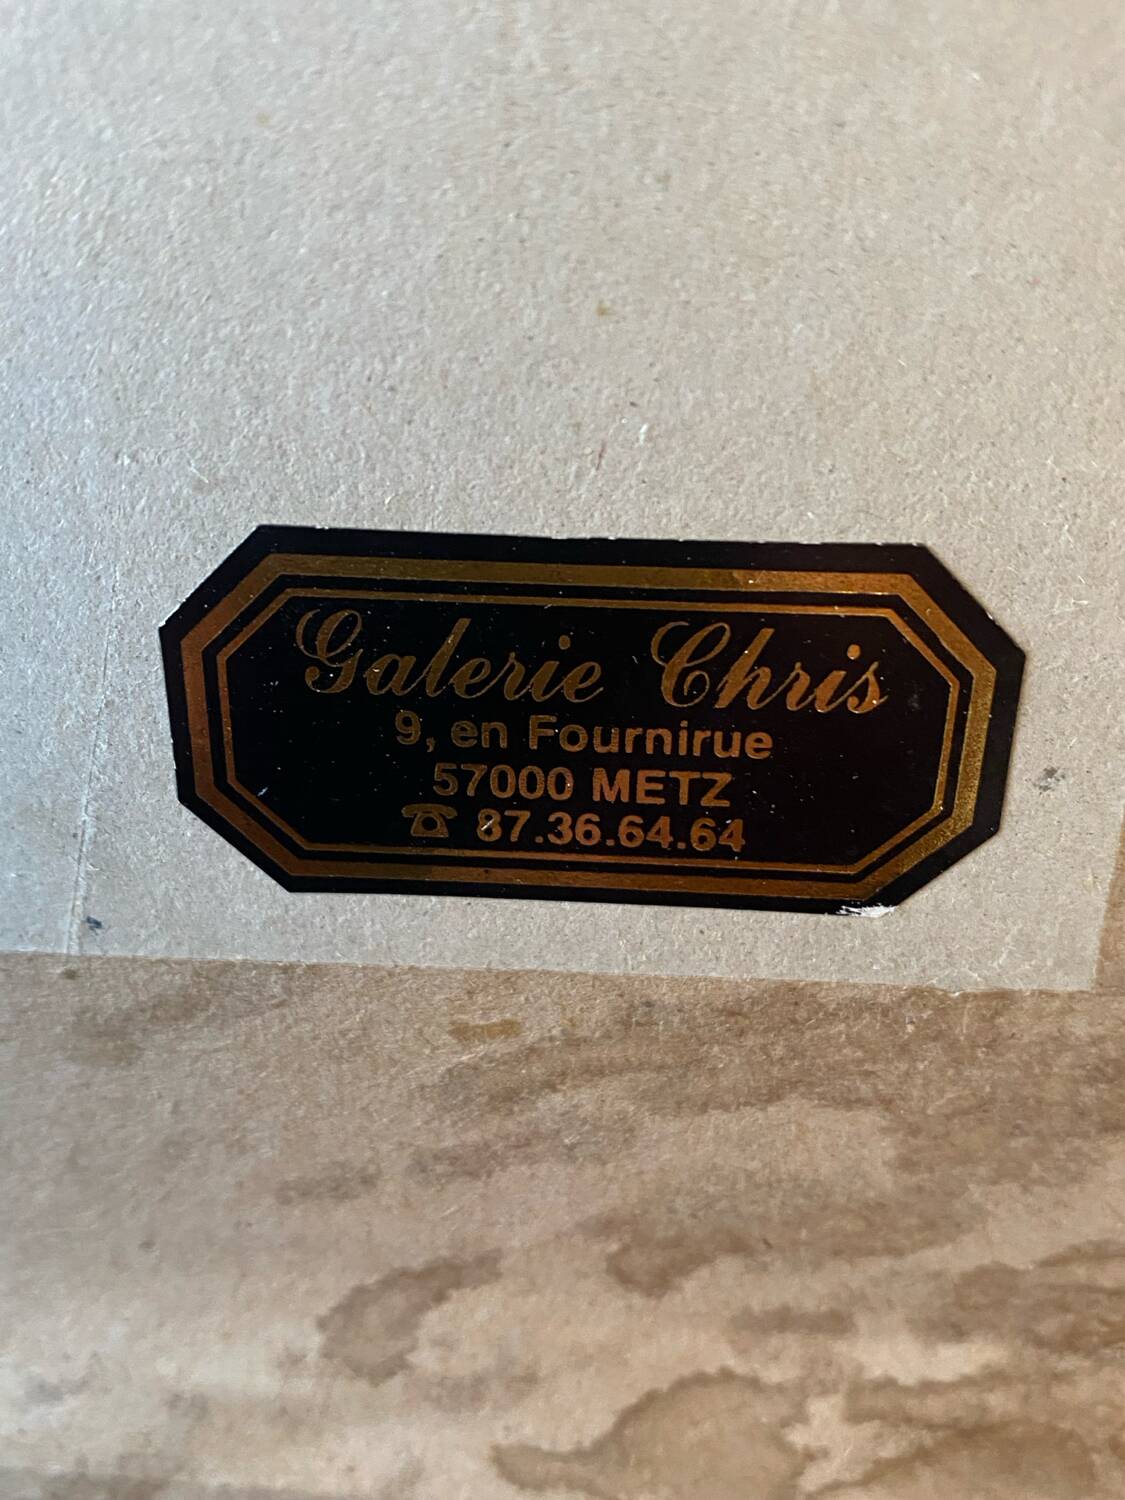 Galerie Chris
9, en Fournirue
57000 METZ
☎ 87.36.64.64